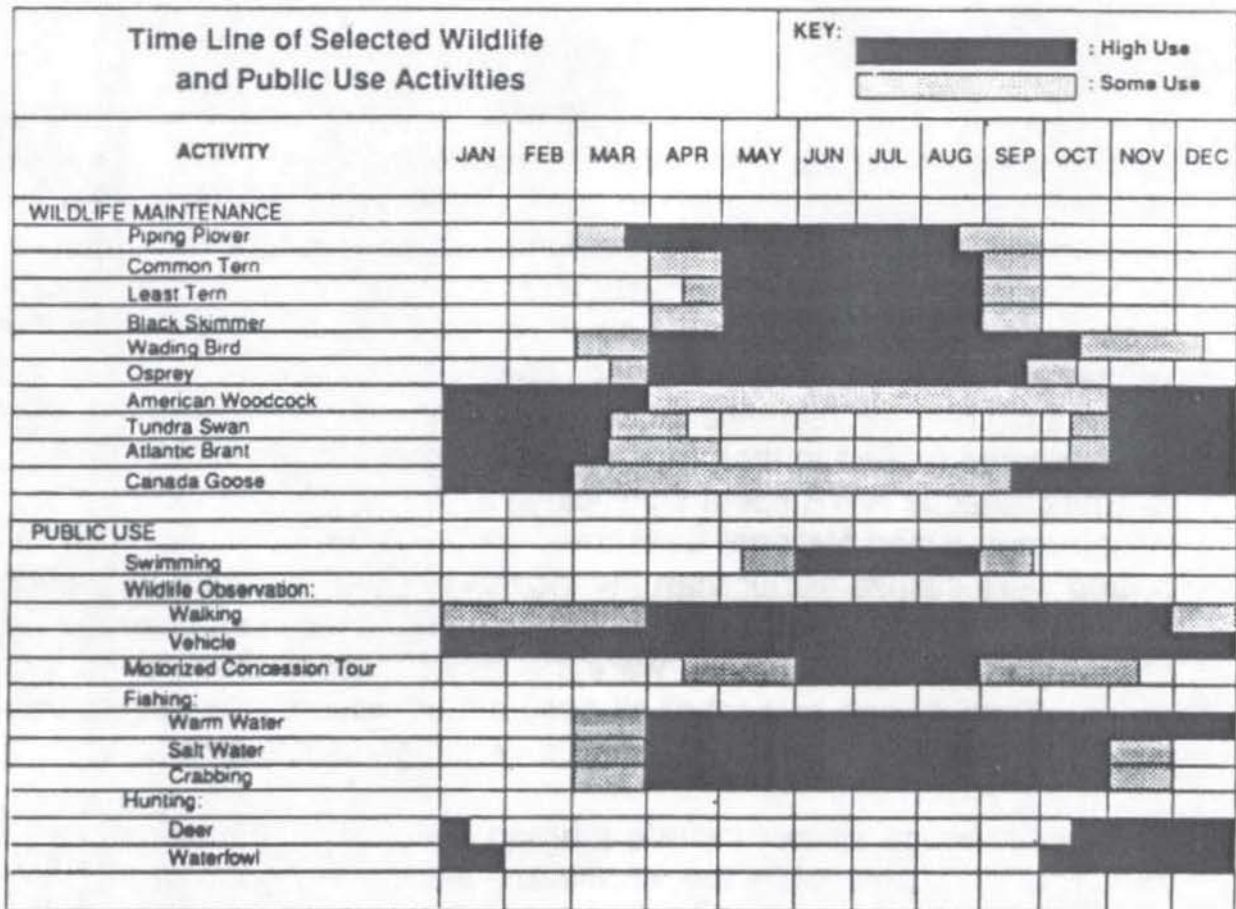 Time Line of Selected Wildlife
and Public Use Activities
KEY:
: High Use
: Some Use
ACTIVITY JAN FEB MAR APR MAY JUN JUL AUG SEP OCT NOV DEC
WILDLIFE MAINTENANCE
Piping Plover
Common Tern
Least Tern
Black Skimmer
Wading Bird
Osprey
American Woodcock
Tundra Swan
Atlantic Brant
Canada Goose
PUBLIC USE
Swimming
Wildlife Observation:
Walking
Vehicle
Motorized Concession Tour
Fishing:
Warm Water
Salt Water
Crabbing
Hunting:
Deer
Waterfowl